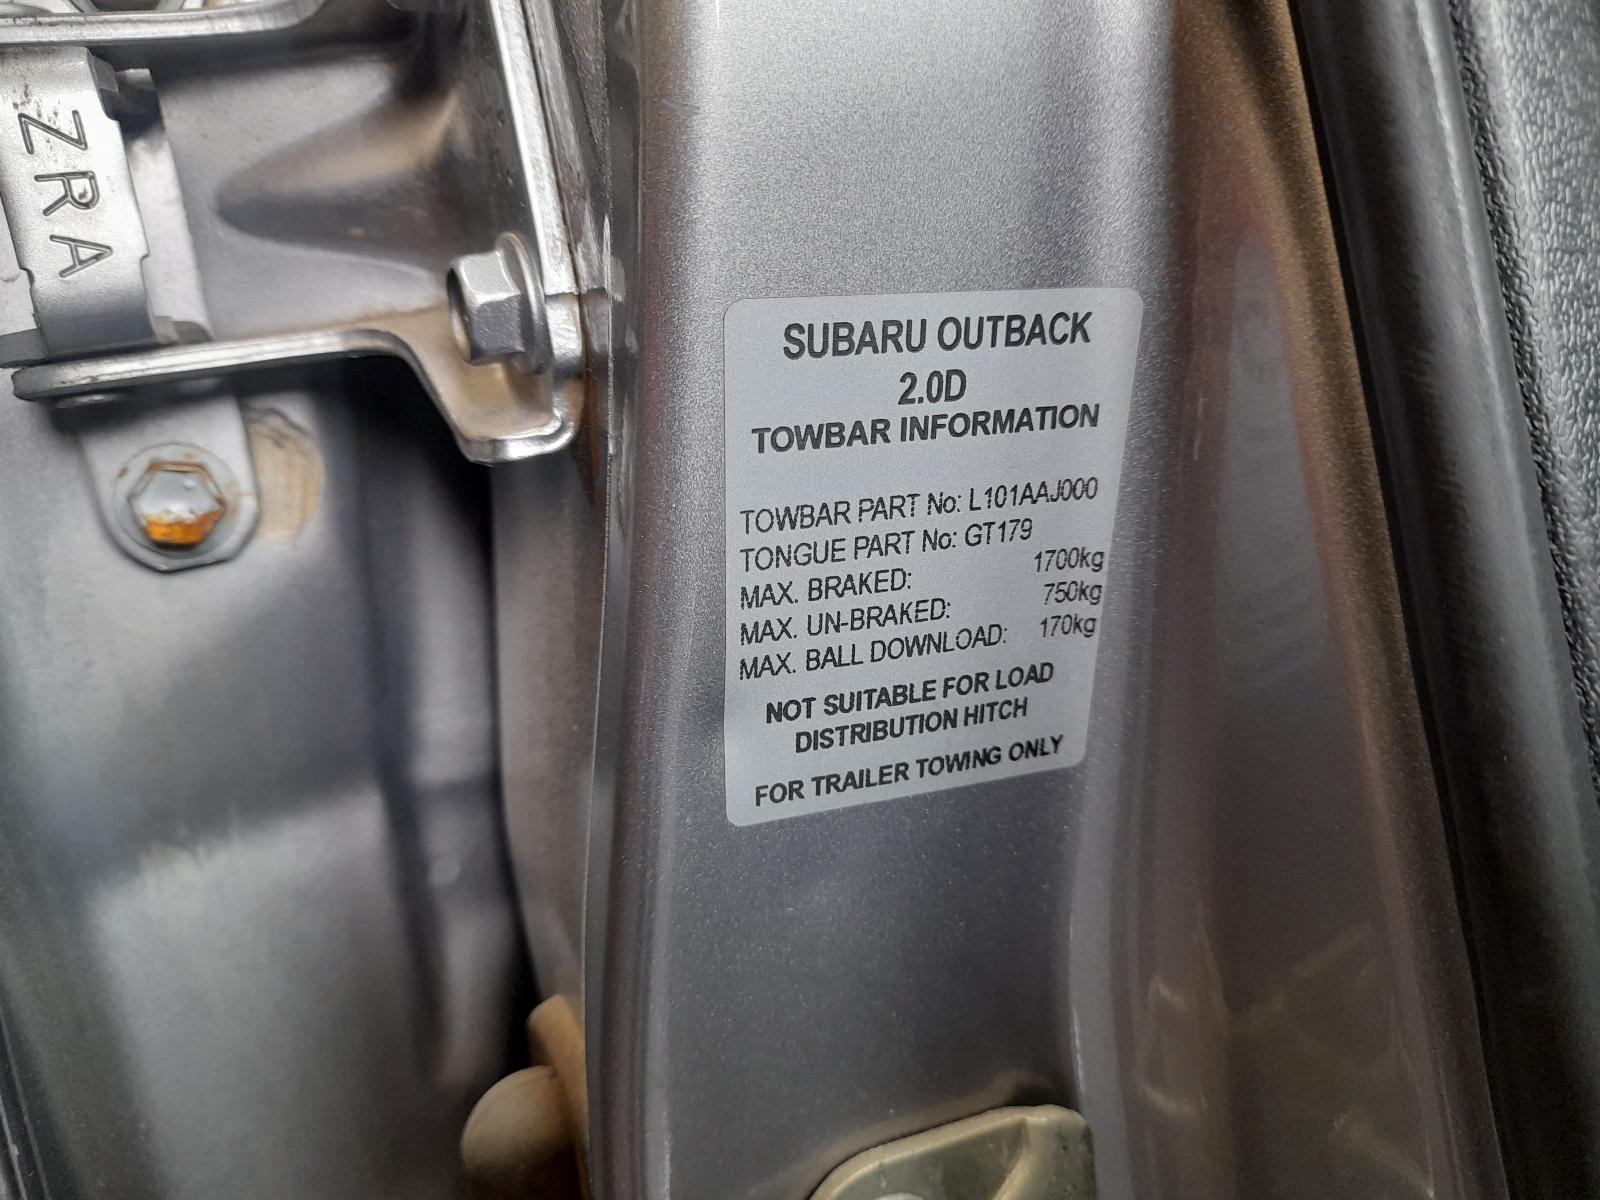 ZRA
SUBARU OUTBACK
2.0D
TOWBAR INFORMATION
TOWBAR PART No: L101AAJ000
TONGUE PART No: GT179
MAX. BRAKED: 1700kg
MAX. UN-BRAKED: 750kg
MAX. BALL DOWNLOAD: 170kg
NOT SUITABLE FOR LOAD
DISTRIBUTION HITCH
FOR TRAILER TOWING ONLY